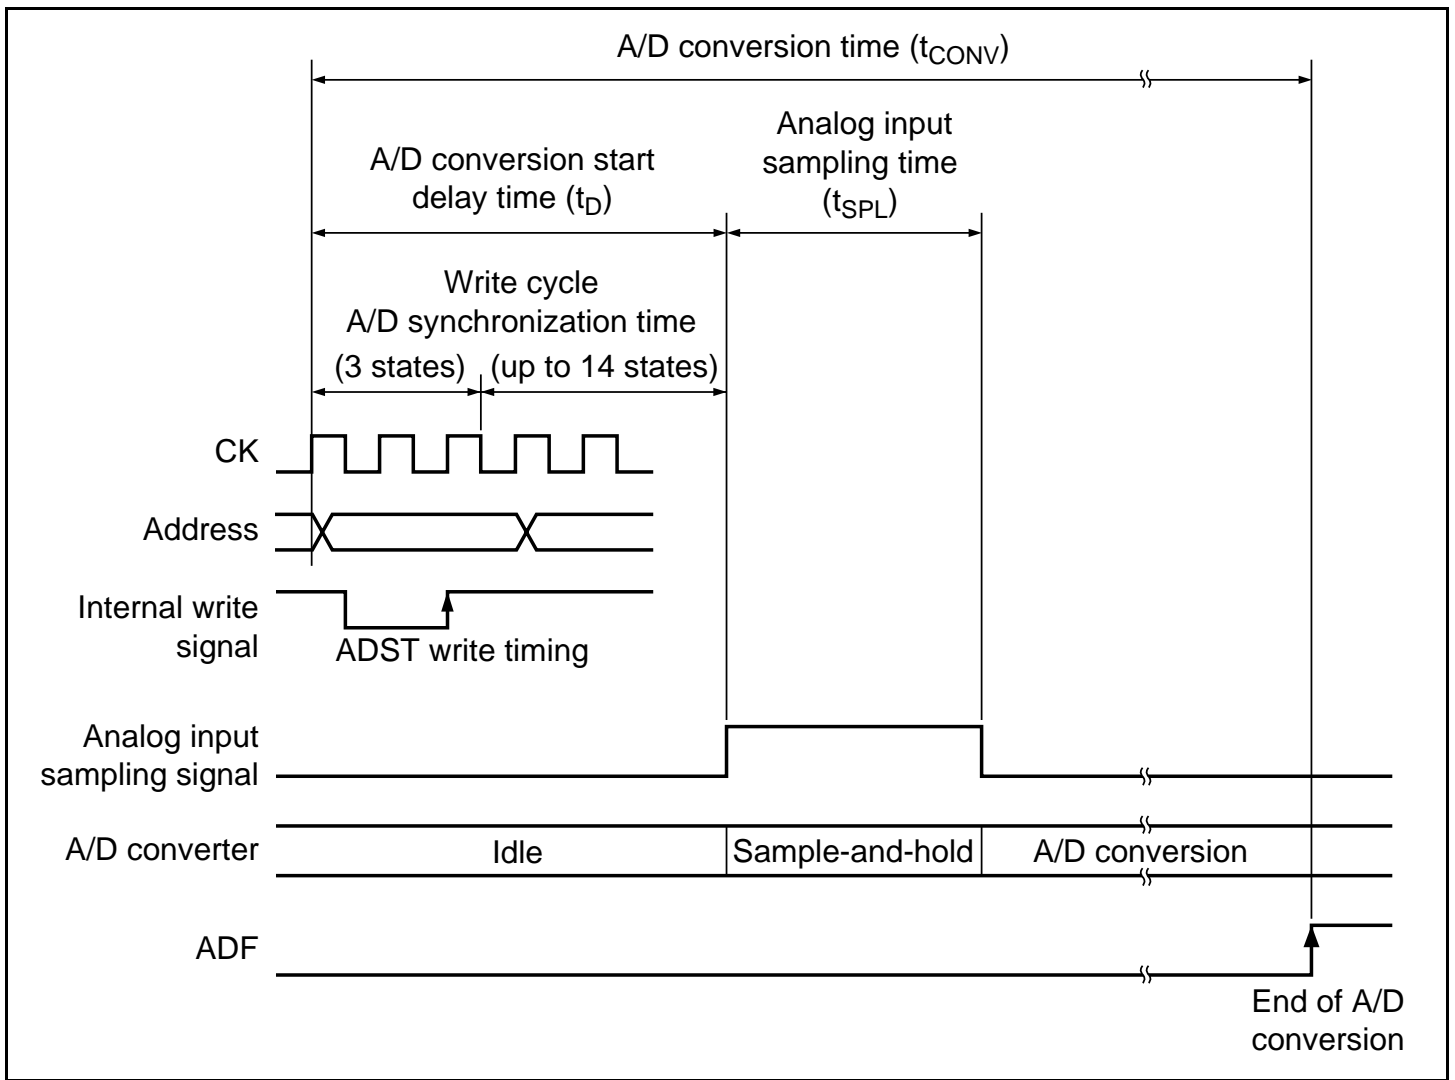 A/D conversion time (tCONV)
Analog input
sampling time
(tSPL)
A/D conversion start
delay time (tD)
Write cycle
A/D synchronization time
(3 states) (up to 14 states)
CK
Address
Internal write
signal
ADST write timing
Analog input
sampling signal
A/D converter
Idle
Sample-and-hold
A/D conversion
ADF
End of A/D
conversion